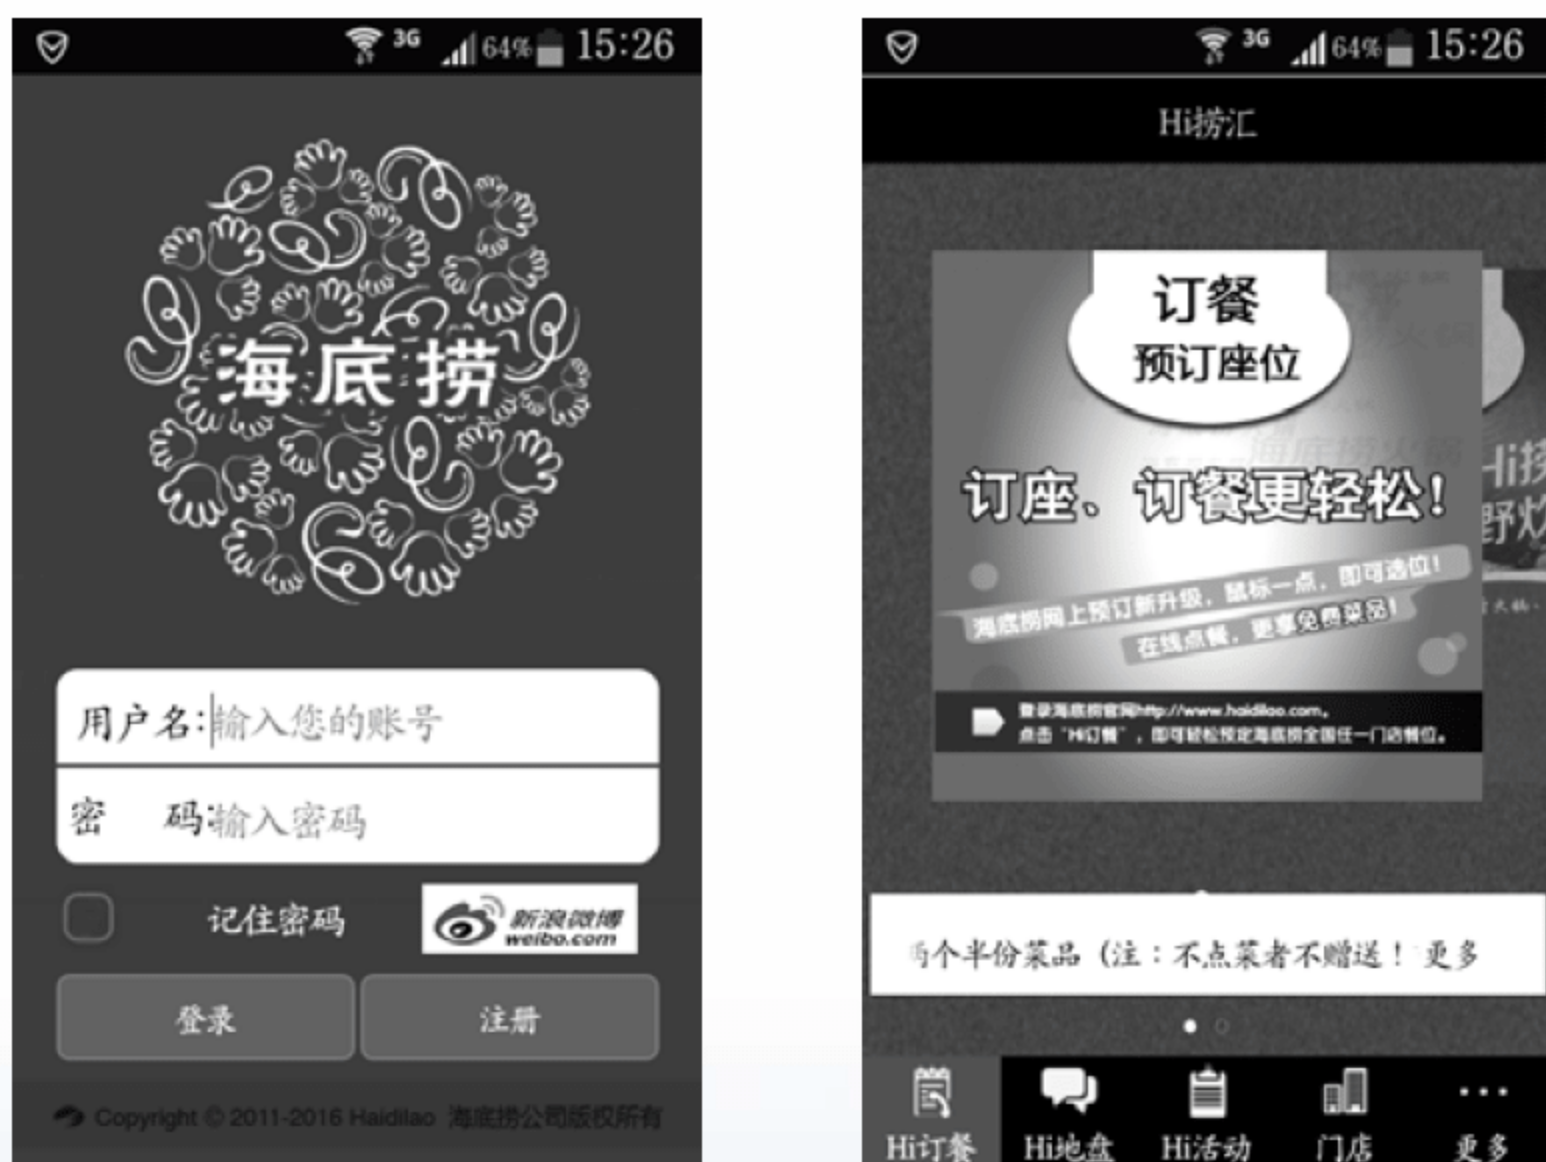 3G 64% 15:26
海底捞
用户名:输入您的账号
密 码:输入密码
记住密码
新浪微博
weibo.com
登录 注册
Copyright © 2011-2016 Haidilao 海底捞公司版权所有
3G 64% 15:26
Hi捞汇
订餐
预订座位
订座、订餐更轻松!
海底捞网上预订新升级,鼠标一点,即可选位!
在线点餐,更享免费菜品!
登录海底捞官网http://www.haidilao.com,
点击“Hi订餐”,即可轻松预定海底捞全国任一门店餐位。
Hi捞
野炊
个半份菜品(注:不点菜者不赠送! 更多
Hi订餐 Hi地盘 Hi活动 门店 更多